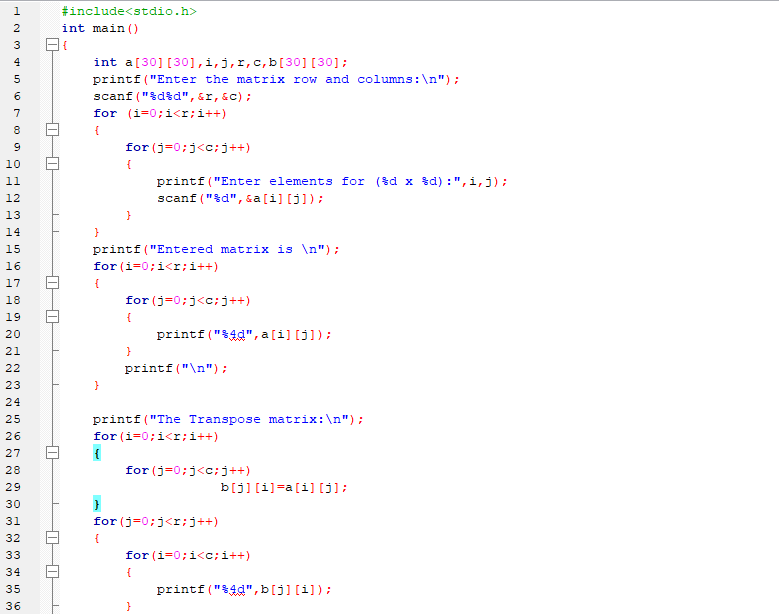 1 #include<stdio.h>
2 int main()
3 {
4 int a[30][30],i,j,r,c,b[30][30];
5 printf("Enter the matrix row and columns:\n");
6 scanf("%d%d",&r,&c);
7 for (i=0;i<r;i++)
8 {
9 for(j=0;j<c;j++)
10 {
11 printf("Enter elements for (%d x %d):",i,j);
12 scanf("%d",&a[i][j]);
13 }
14 }
15 printf("Entered matrix is \n");
16 for(i=0;i<r;i++)
17 {
18 for(j=0;j<c;j++)
19 {
20 printf("%4d",a[i][j]);
21 }
22 printf("\n");
23 }
24
25 printf("The Transpose matrix:\n");
26 for(i=0;i<r;i++)
27 {
28 for(j=0;j<c;j++)
29 b[j][i]=a[i][j];
30 }
31 for(j=0;j<r;j++)
32 {
33 for(i=0;i<c;i++)
34 {
35 printf("%4d",b[j][i]);
36 }